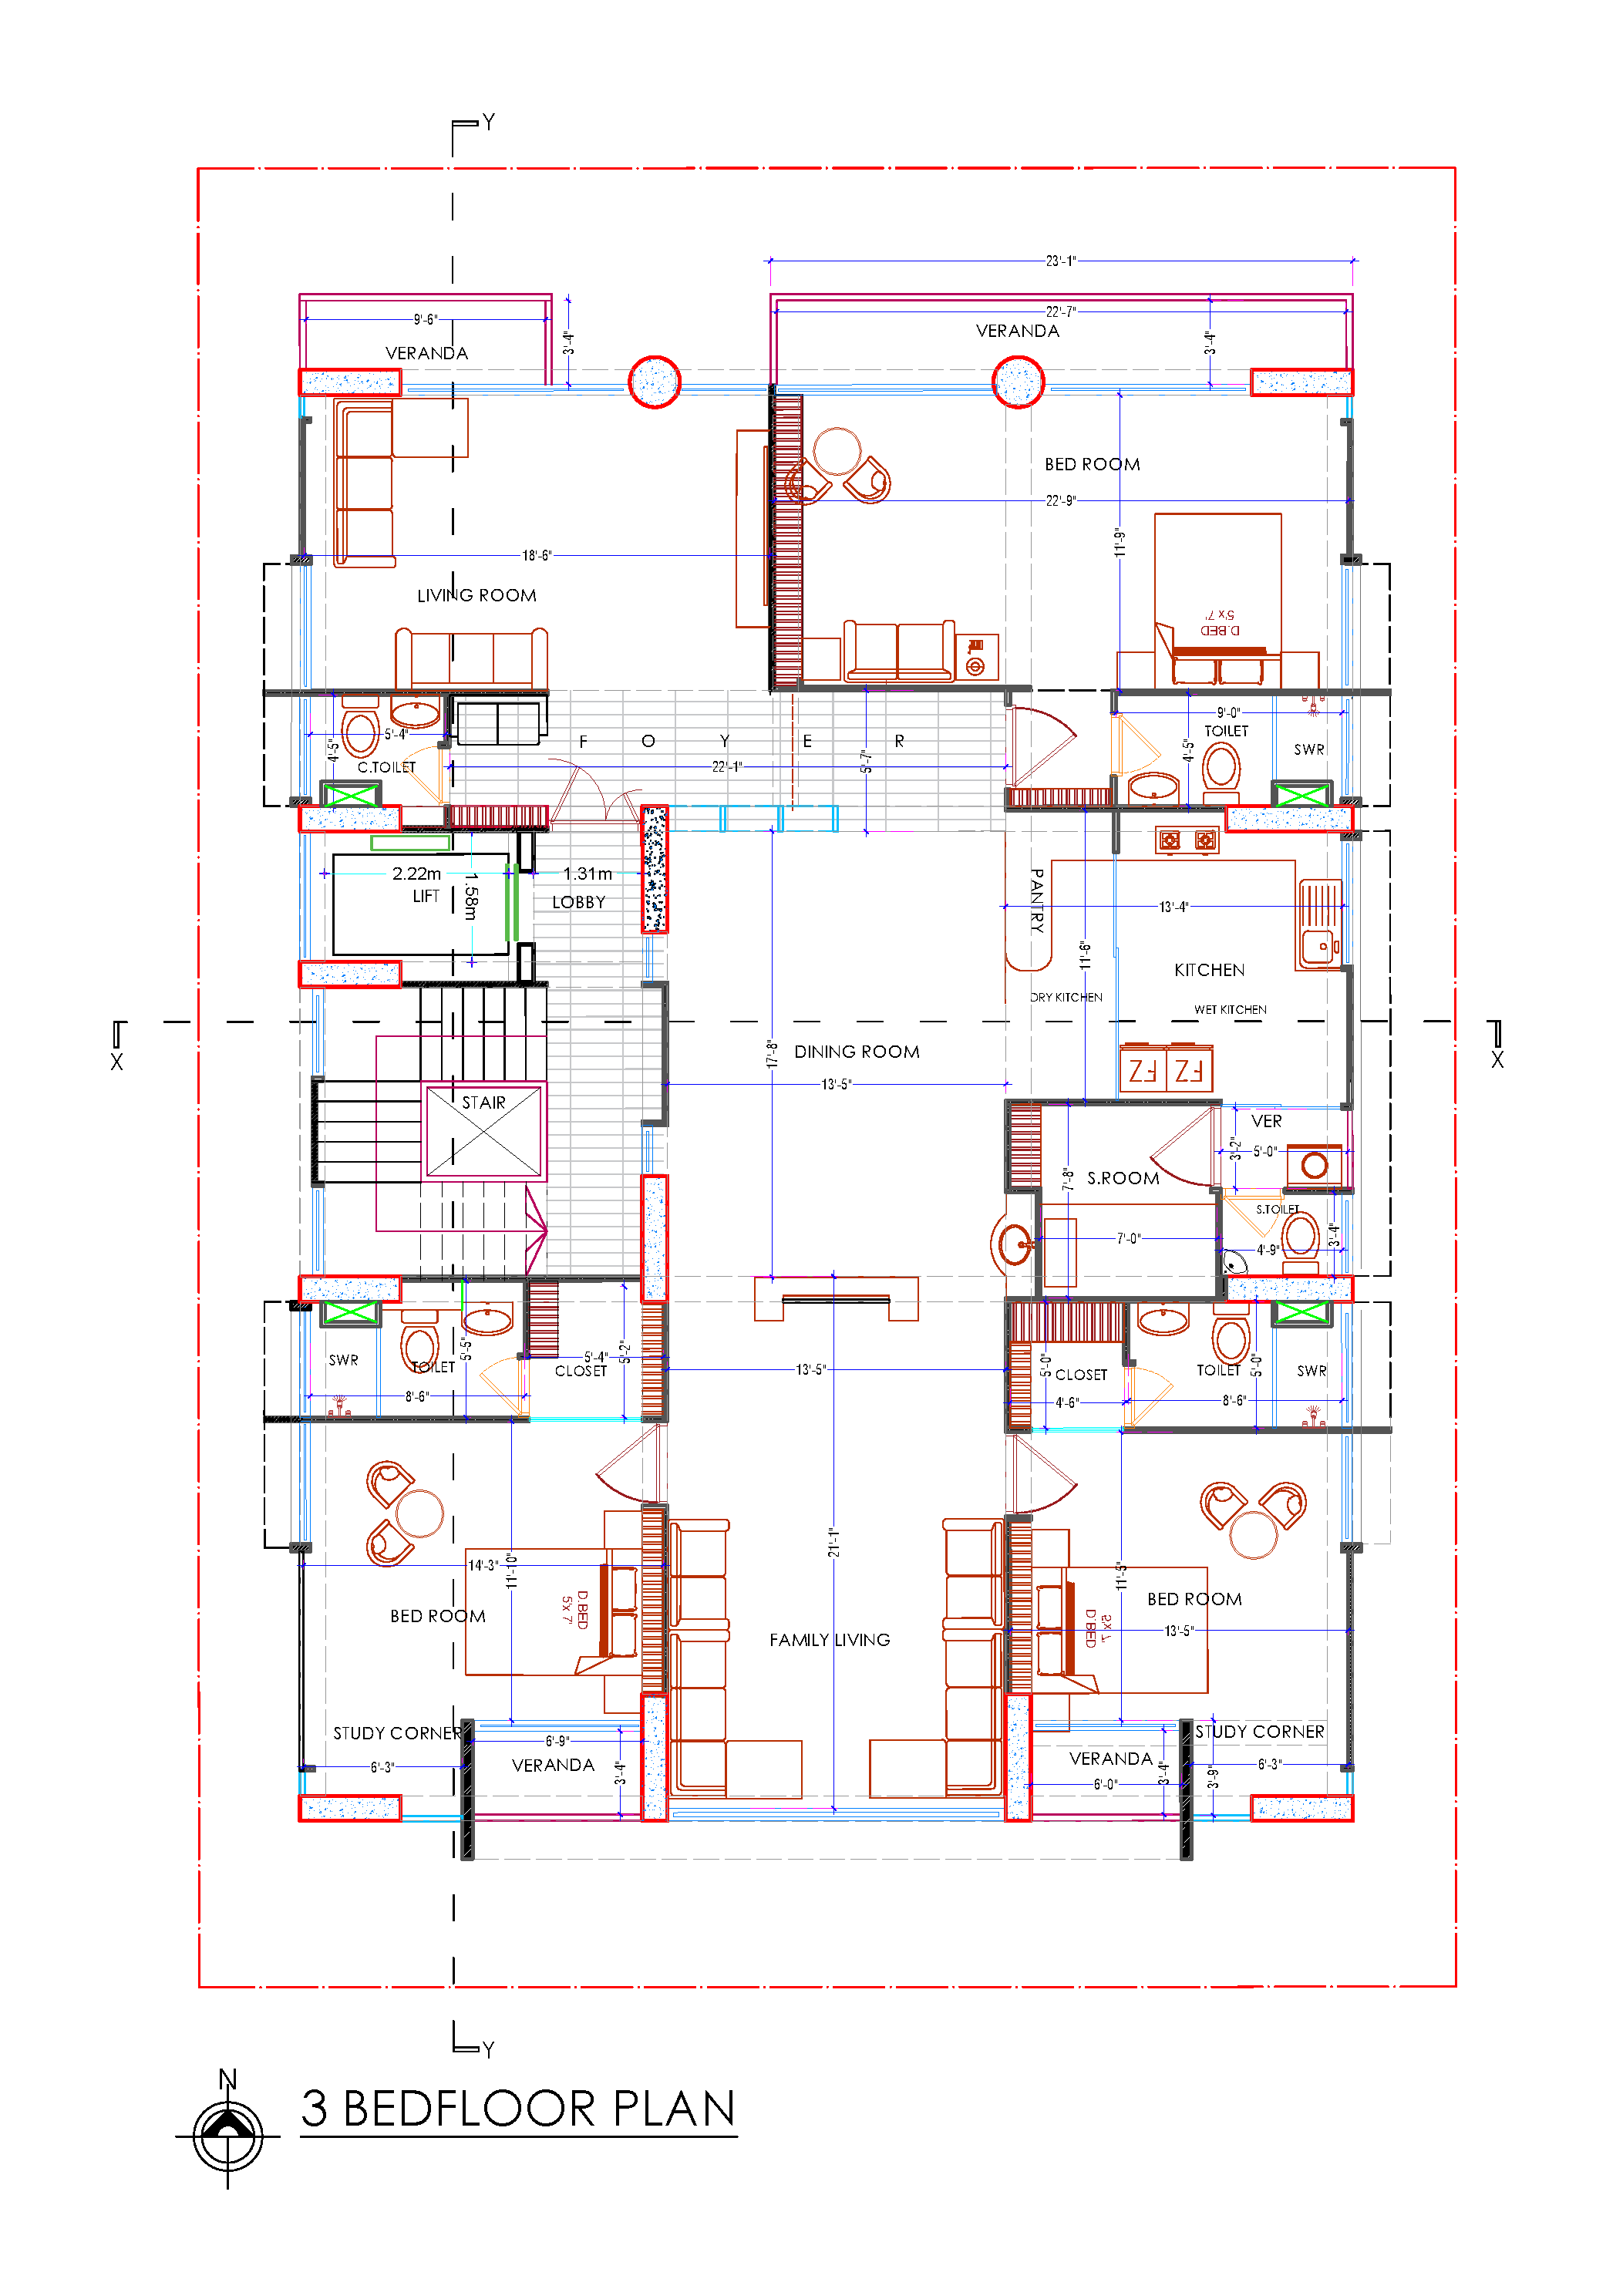 Y
23'-1"
9'-6"
22'-7"
VERANDA
3'-4"
3'-4"
VERANDA
BED ROOM
22'-9"
11'-9"
18'-6"
LIVING ROOM
5'x 7'
D.BED
9'-0"
TOILET
SWR
4'-5"
5'-4"
4'-5"
C.TOILET
F O Y E R
22'-1"
5'-7"
2.22m
LIFT
1.58m
1.31m
LOBBY
PANTRY
13'-4"
11'-6"
KITCHEN
DRY KITCHEN
WET KITCHEN
X
X
17'-8"
DINING ROOM
13'-5"
FZ
FZ
STAIR
VER
3'-2"
5'-0"
S.ROOM
7'-8"
S.TOILET
7'-0"
4'-9"
3'-4"
SWR
TOILET
5'-5"
5'-4"
5'-2"
CLOSET
8'-6"
13'-5"
5'-0"
CLOSET
4'-6"
TOILET
5'-0"
SWR
8'-6"
14'-3"
11'-10"
21'-1"
11'-5"
D.BED
5'x 7'
BED ROOM
BED ROOM
D.BED
5'x 7'
13'-5"
FAMILY LIVING
STUDY CORNER
6'-9"
VERANDA
6'-3"
3'-4"
STUDY CORNER
VERANDA
6'-0"
3'-4"
3'-9"
6'-3"
Y
N
3 BEDFLOOR PLAN